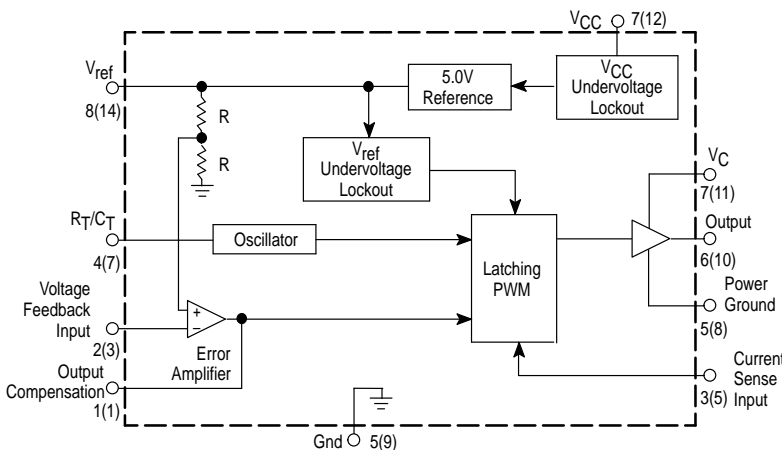 VCC 7(12)
Vref
8(14)
R
R
5.0V
Reference
VCC
Undervoltage
Lockout
Vref
Undervoltage
Lockout
VC
7(11)
RT/CT
4(7)
Oscillator
Latching
PWM
Output
6(10)
Voltage
Feedback
Input
2(3)
+
−
Error
Amplifier
Power
Ground
5(8)
Output
Compensation
1(1)
Current
Sense
Input
3(5)
Gnd 5(9)